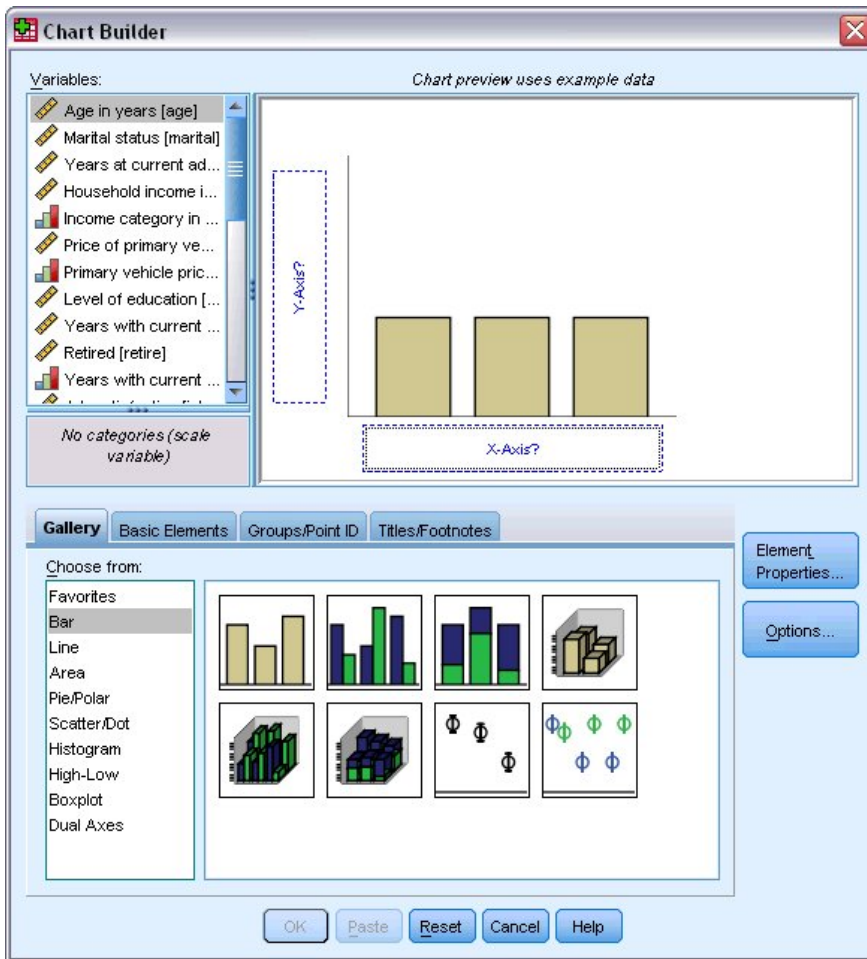 Chart Builder
Variables:
Chart preview uses example data
Age in years [age]
Marital status [marital]
Years at current ad...
Household income i...
Income category in ...
Price of primary ve...
Primary vehicle pric...
Level of education [...
Years with current ...
Retired [retire]
Years with current ...
No categories (scale
variable)
Y-Axis?
X-Axis?
Gallery
Basic Elements
Groups/Point ID
Titles/Footnotes
Choose from:
Favorites
Bar
Line
Area
Pie/Polar
Scatter/Dot
Histogram
High-Low
Boxplot
Dual Axes
Element
Properties...
Options...
OK
Paste
Reset
Cancel
Help